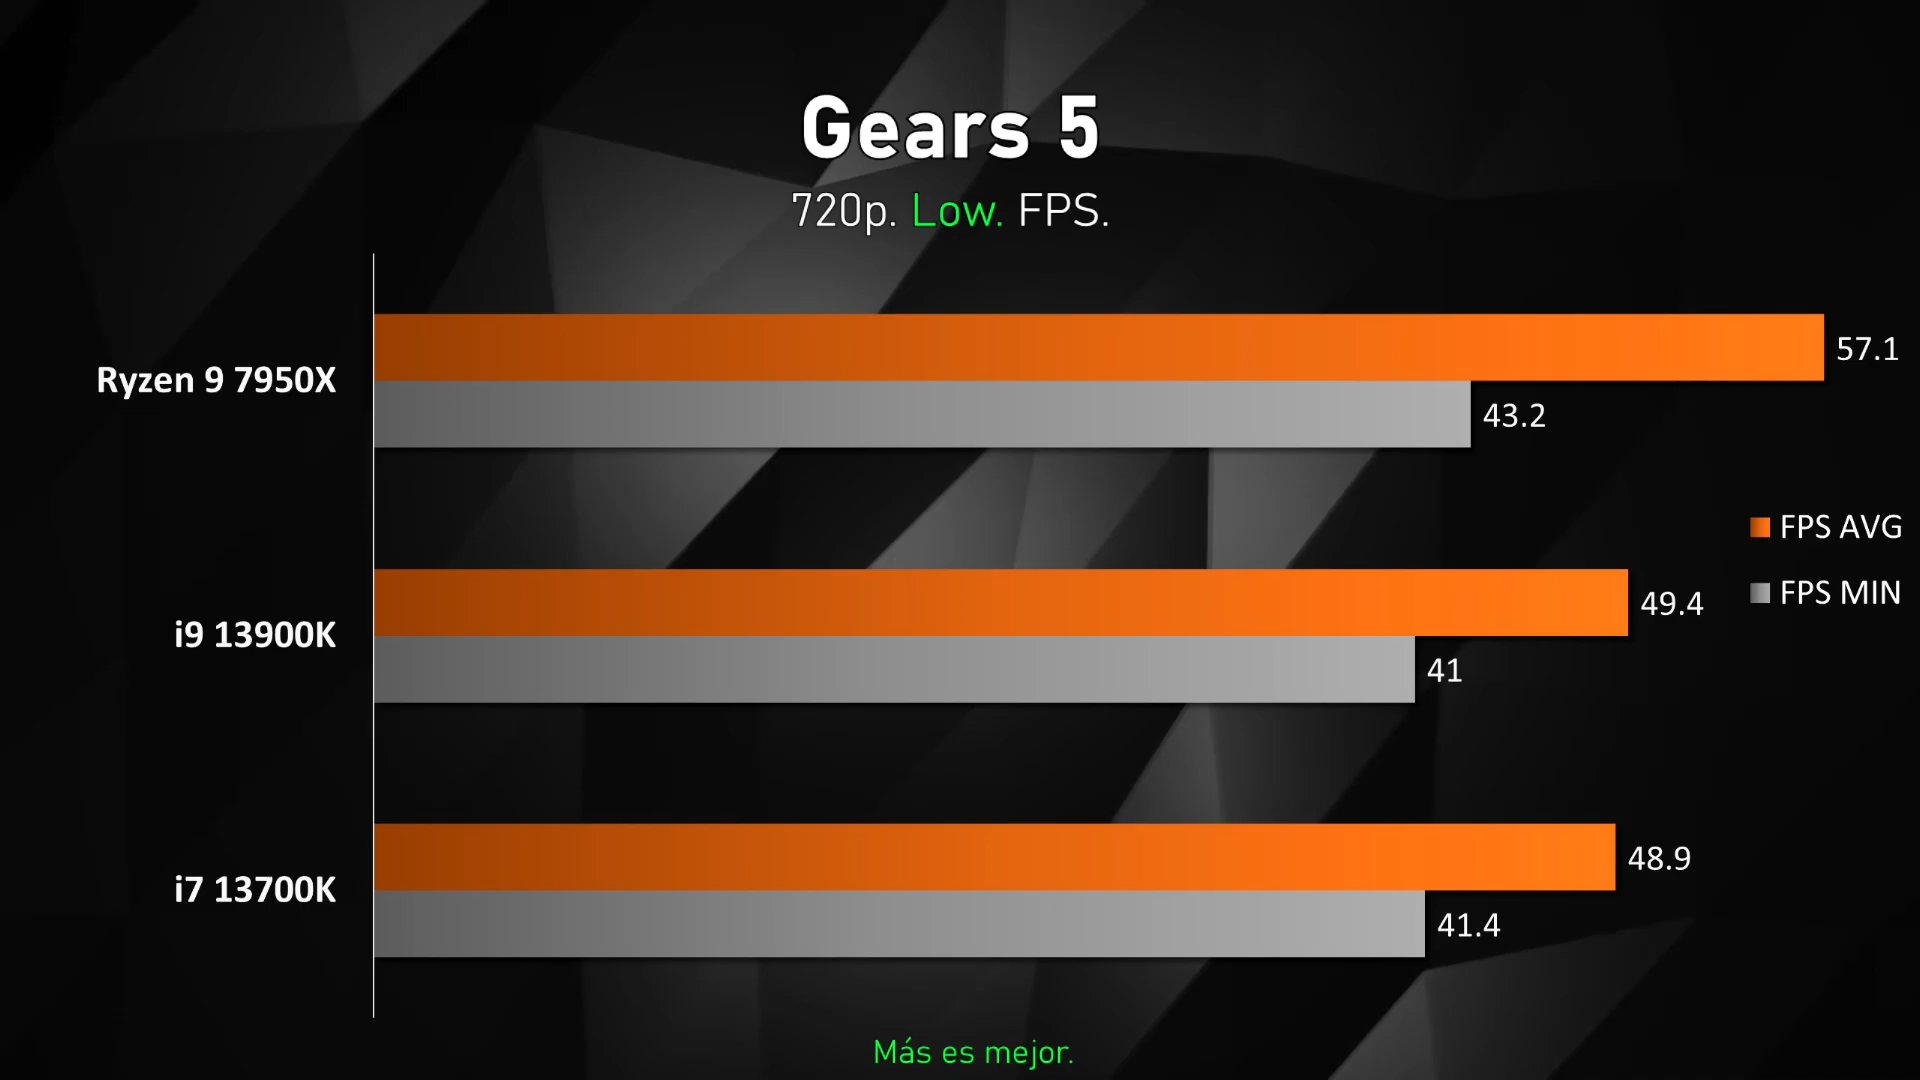 Gears 5
720p. Low. FPS.
Ryzen 9 7950X
57.1
43.2
i9 13900K
49.4
41
i7 13700K
48.9
41.4
FPS AVG
FPS MIN
Más es mejor.